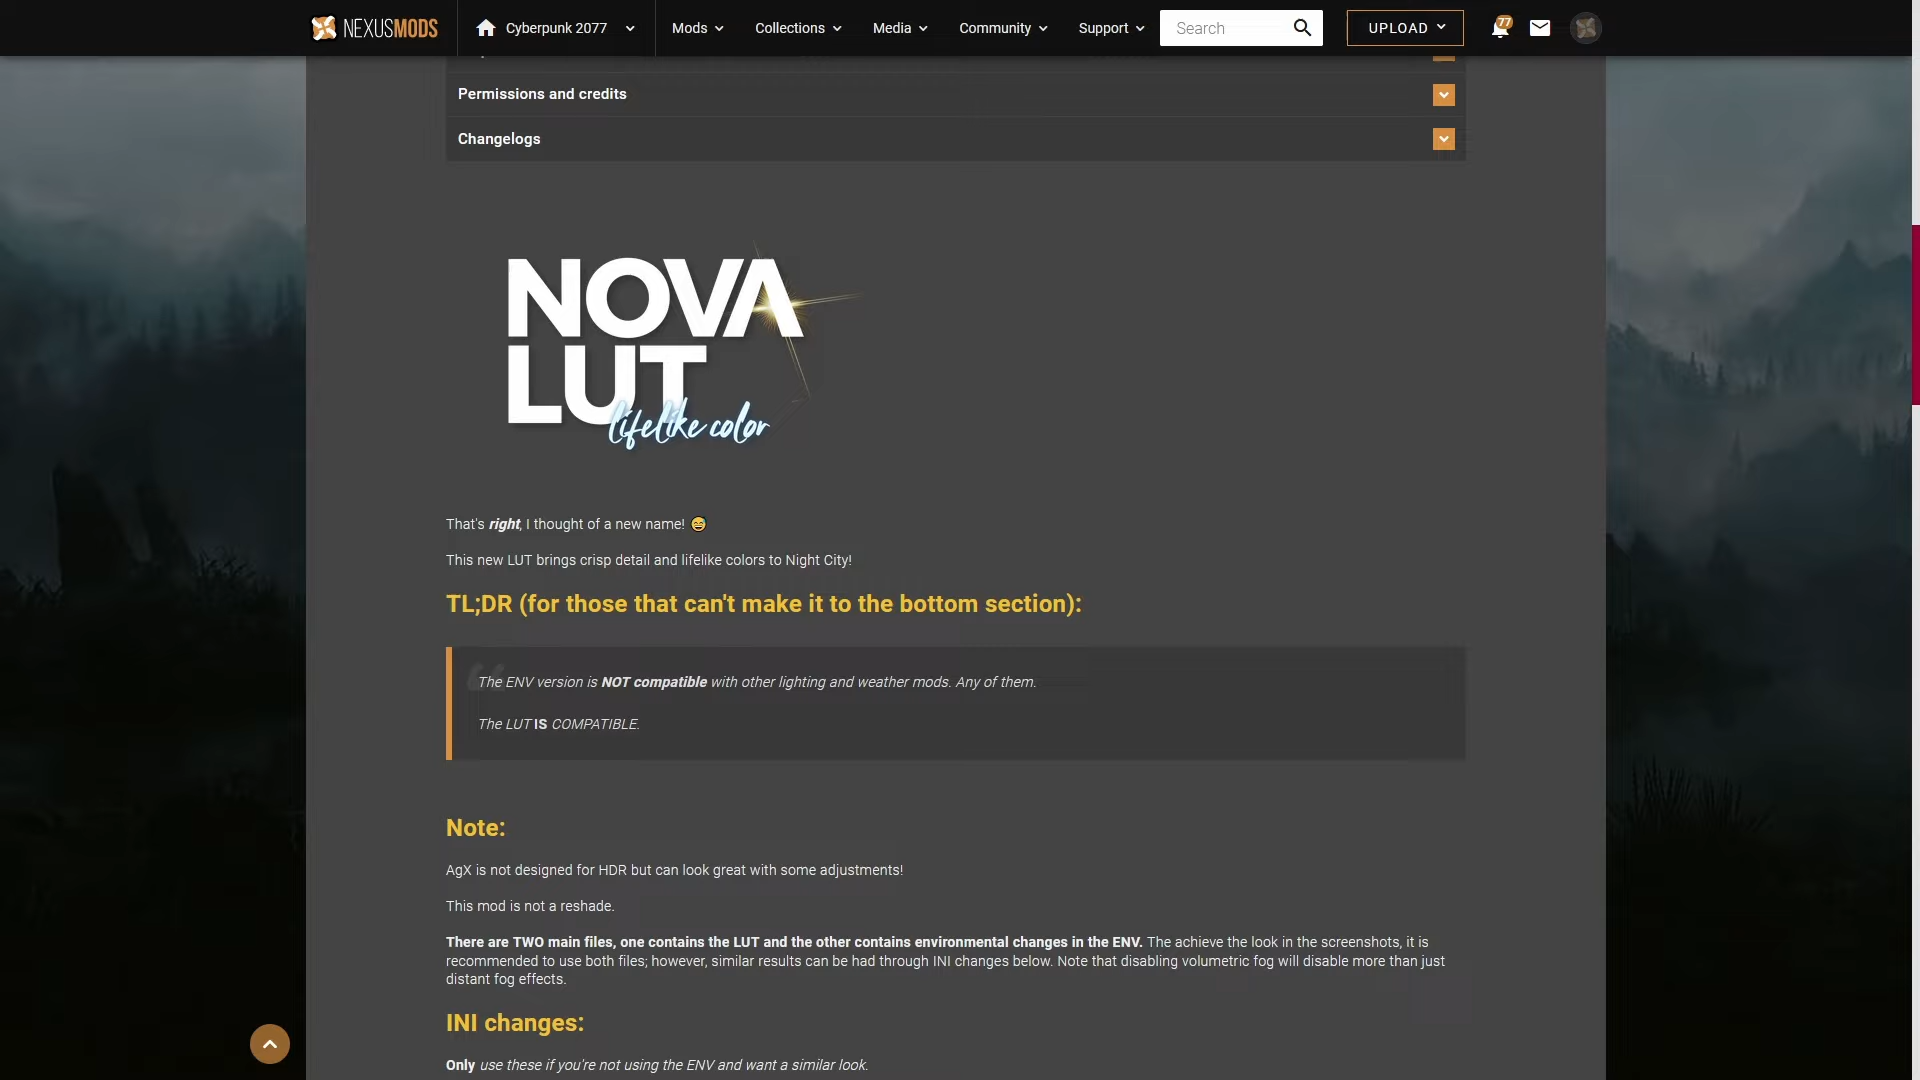 NEXUSMODS
Cyberpunk 2077
Mods
Collections
Media
Community
Support
Search
UPLOAD
77
Permissions and credits
Changelogs
NOVA
LUT
lifelike color
That's right, I thought of a new name! 😅
This new LUT brings crisp detail and lifelike colors to Night City!
TL;DR (for those that can't make it to the bottom section):
The ENV version is NOT compatible with other lighting and weather mods. Any of them.
The LUT IS COMPATIBLE.
Note:
AgX is not designed for HDR but can look great with some adjustments!
This mod is not a reshade.
There are TWO main files, one contains the LUT and the other contains environmental changes in the ENV. The achieve the look in the screenshots, it is
recommended to use both files; however, similar results can be had through INI changes below. Note that disabling volumetric fog will disable more than just
distant fog effects.
INI changes:
Only use these if you're not using the ENV and want a similar look.